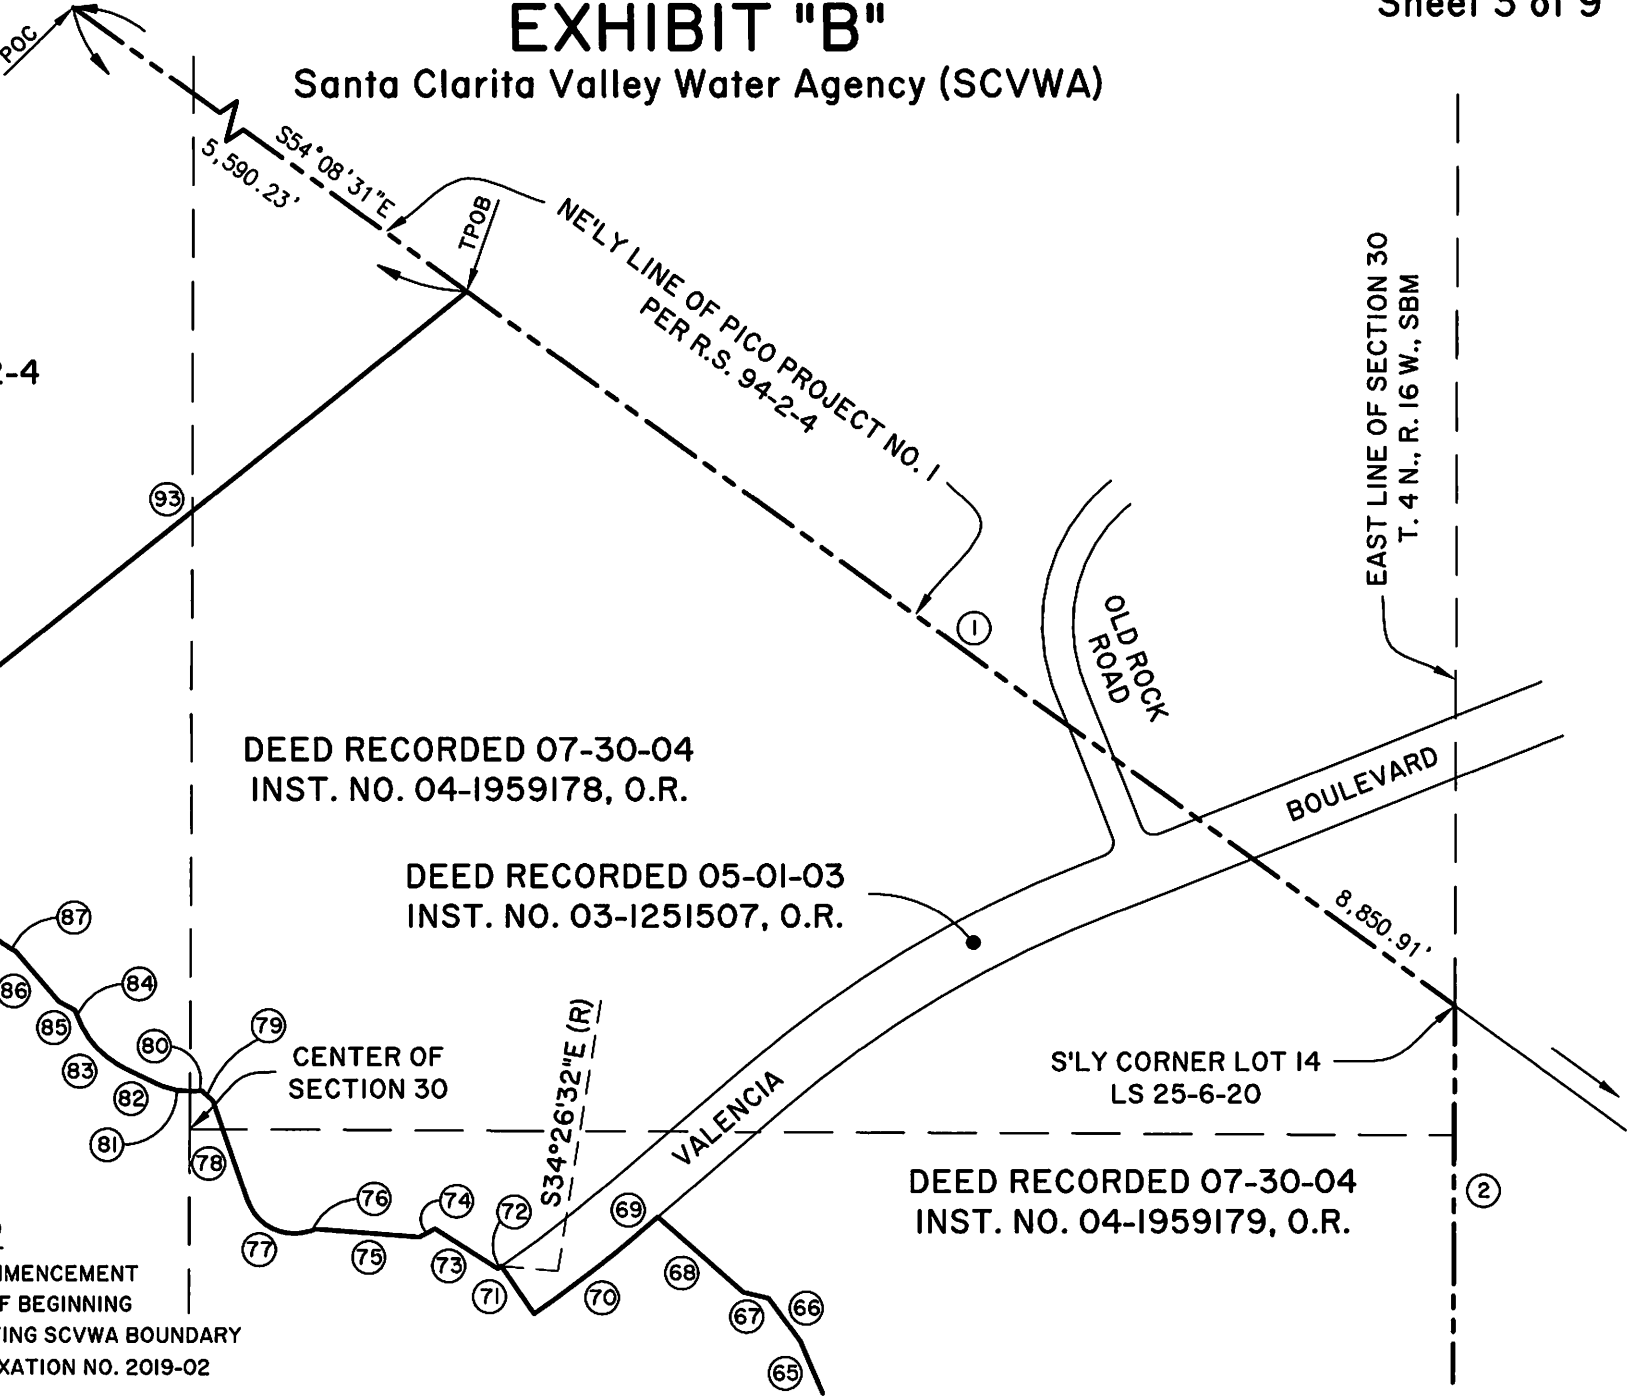 EXHIBIT "B"
Santa Clarita Valley Water Agency (SCVWA)
of 9
POC
S54°08'31"E
5,590.23'
TPOB
NE'LY LINE OF PICO PROJECT NO. 1
PER R.S. 94-2-4
EAST LINE OF SECTION 30
T. 4 N., R. 16 W., SBM
2-4
93
1
OLD ROCK
ROAD
DEED RECORDED 07-30-04
INST. NO. 04-1959178, O.R.
BOULEVARD
DEED RECORDED 05-01-03
INST. NO. 03-1251507, O.R.
8,850.91'
87
86
84
85
83
82
80
79
81
78
CENTER OF
SECTION 30
S34°26'32"E (R)
VALENCIA
S'LY CORNER LOT 14
LS 25-6-20
DEED RECORDED 07-30-04
INST. NO. 04-1959179, O.R.
2
76
74
72
69
77
75
73
71
70
68
67
66
65
MMENCEMENT
F BEGINNING
TING SCVWA BOUNDARY
XATION NO. 2019-02